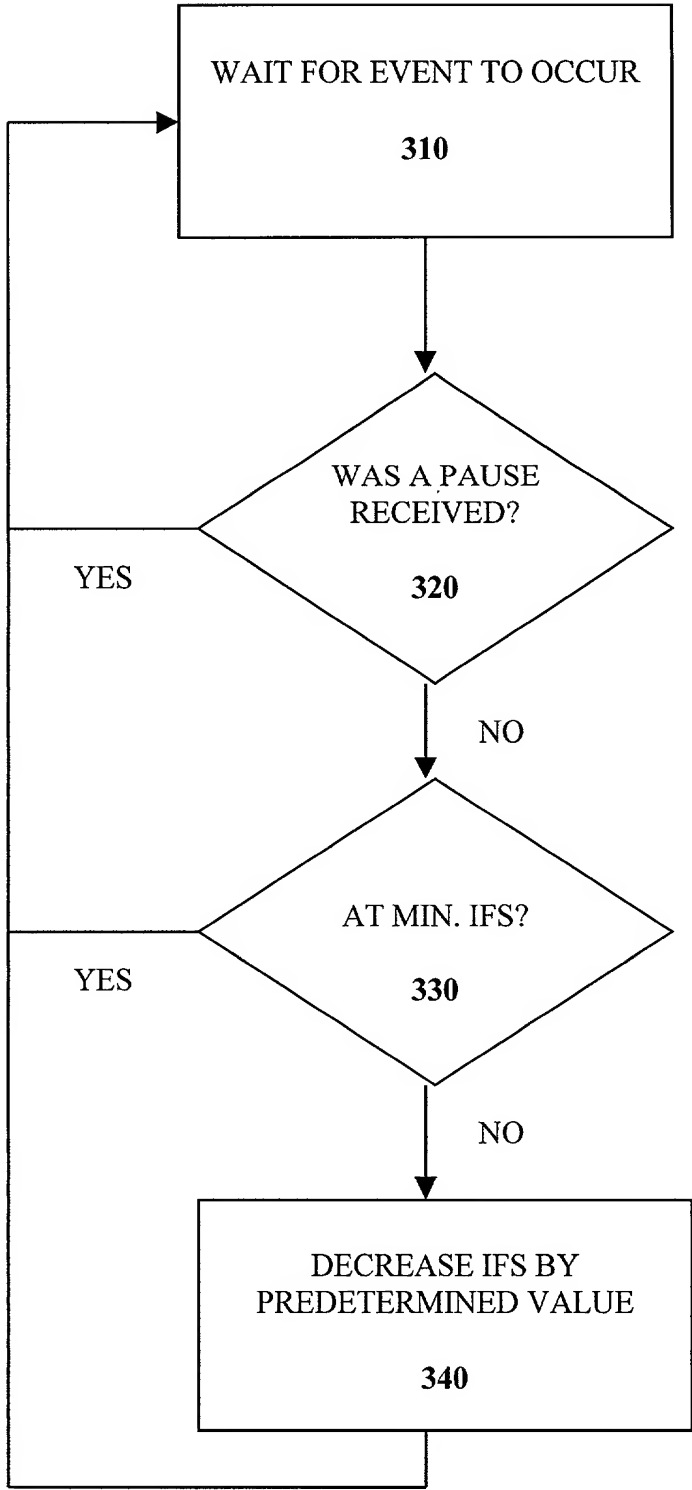 WAIT FOR EVENT TO OCCUR
310
WAS A PAUSE
RECEIVED?
320
YES
NO
AT MIN. IFS?
330
YES
NO
DECREASE IFS BY
PREDETERMINED VALUE
340